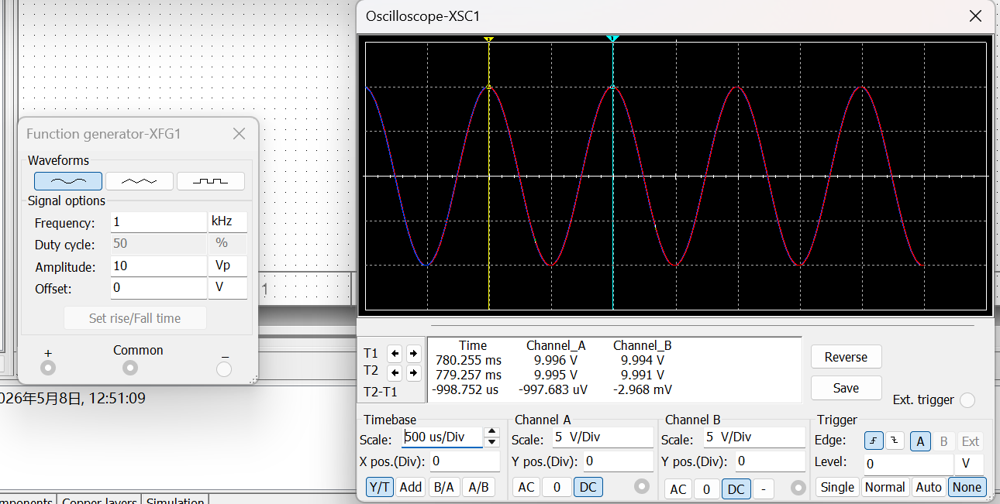 Oscilloscope-XSC1
Function generator-XFG1
Waveforms
Signal options
Frequency: 1 kHz
Duty cycle: 50 %
Amplitude: 10 Vp
Offset: 0 V
Set rise/Fall time
+ Common −
1
026年5月8日, 12:51:09
mponents Copper layers Simulation
Time Channel_A Channel_B
T1 780.255 ms 9.996 V 9.994 V
T2 779.257 ms 9.995 V 9.991 V
T2-T1 -998.752 us -997.683 uV -2.968 mV
Reverse
Save
Ext. trigger
Timebase
Scale: 500 us/Div
X pos.(Div): 0
Y/T Add B/A A/B
Channel A
Scale: 5 V/Div
Y pos.(Div): 0
AC 0 DC
Channel B
Scale: 5 V/Div
Y pos.(Div): 0
AC 0 DC -
Trigger
Edge: A B Ext
Level: 0 V
Single Normal Auto None